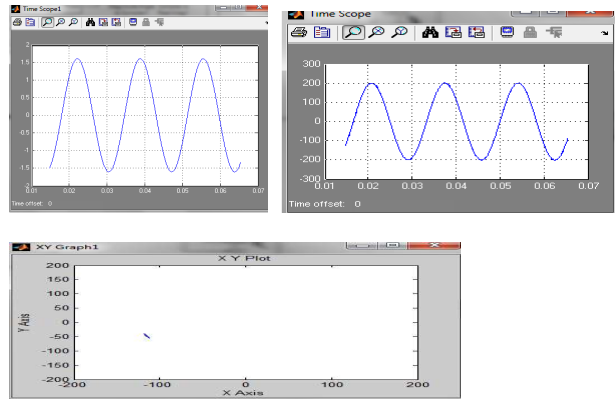 Time Scope1
2
1.5
1
0.5
0
-0.5
-1
-1.5
-2
0.01 0.02 0.03 0.04 0.05 0.06 0.07
Time offset: 0
Time Scope
300
200
100
0
-100
-200
-300
0.01 0.02 0.03 0.04 0.05 0.06 0.07
Time offset: 0
XY Graph1
X Y Plot
200
150
100
50
0
-50
-100
-150
-200
Y Axis
-200 -100 0 100 200
X Axis